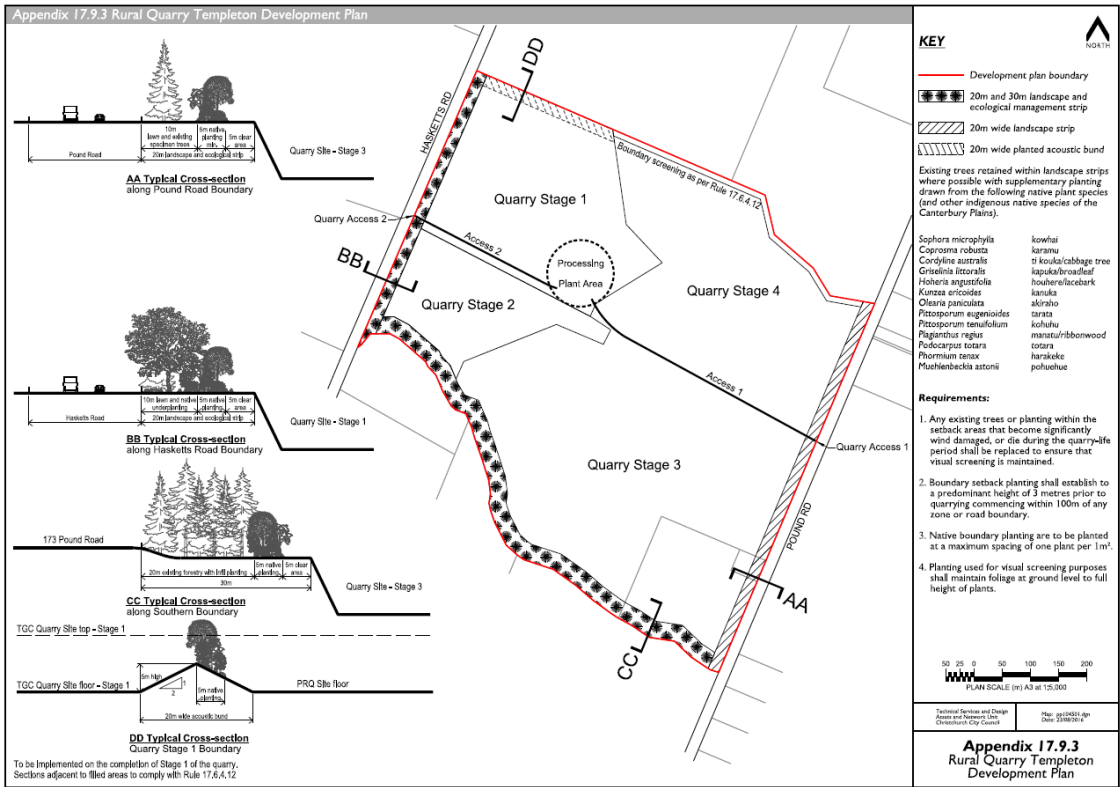 Appendix 17.9.3 Rural Quarry Templeton Development Plan
10m
lawn and existing
specimen trees
5m native
planting
min.
5m clear
area
Pound Road
20m landscape and ecological strip
Quarry Site - Stage 3
AA Typical Cross-section
along Pound Road Boundary
10m lawn and native
underplanting
5m native
planting
5m clear
area
Hasketts Road
20m landscape and ecological strip
Quarry Site - Stage 1
BB Typical Cross-section
along Hasketts Road Boundary
173 Pound Road
20m existing forestry with infill planting
5m native
planting
5m clear
area
30m
Quarry Site - Stage 3
CC Typical Cross-section
along Southern Boundary
TGC Quarry Site top - Stage 1
5m high
1
2
5m native
planting
TGC Quarry Site floor - Stage 1
PRQ Site floor
20m wide acoustic bund
DD Typical Cross-section
Quarry Stage 1 Boundary
To be implemented on the completion of Stage 1 of the quarry.
Sections adjacent to filled areas to comply with Rule 17.6.4.12
DD
HASKETTS RD
Boundary screening as per Rule 17.6.4.12
Quarry Stage 1
Quarry Access 2
Access 2
BB
Processing
Plant Area
Quarry Stage 2
Quarry Stage 4
Access 1
Quarry Access 1
Quarry Stage 3
POUND RD
AA
CC
KEY
NORTH
Development plan boundary
20m and 30m landscape and
ecological management strip
20m wide landscape strip
20m wide planted acoustic bund
Existing trees retained within landscape strips
where possible with supplementary planting
drawn from the following native plant species
(and other indigenous native species of the
Canterbury Plains).
Sophora microphylla kowhai
Coprosma robusta karamu
Cordyline australis ti kouka/cabbage tree
Griselinia littoralis kapuka/broadleaf
Hoheria angustifolia houhere/lacebark
Kunzea ericoides kanuka
Olearia paniculata akiraho
Pittosporum eugenioides tarata
Pittosporum tenuifolium kohuhu
Plagianthus regius manatu/ribbonwood
Podocarpus totara totara
Phormium tenax harakeke
Muehlenbeckia astonii pohuehue
Requirements:
1. Any existing trees or planting within the
setback areas that become significantly
wind damaged, or die during the quarry-life
period shall be replaced to ensure that
visual screening is maintained.
2. Boundary setback planting shall establish to
a predominant height of 3 metres prior to
quarrying commencing within 100m of any
zone or road boundary.
3. Native boundary planting are to be planted
at a maximum spacing of one plant per 1m².
4. Planting used for visual screening purposes
shall maintain foliage at ground level to full
height of plants.
50 25 0 50 100 150 200
PLAN SCALE (m) A3 at 1:5,000
Technical Services and Design
Assets and Network Unit
Christchurch City Council
Map: pp104501.dgn
Date: 23/08/2016
Appendix 17.9.3
Rural Quarry Templeton
Development Plan